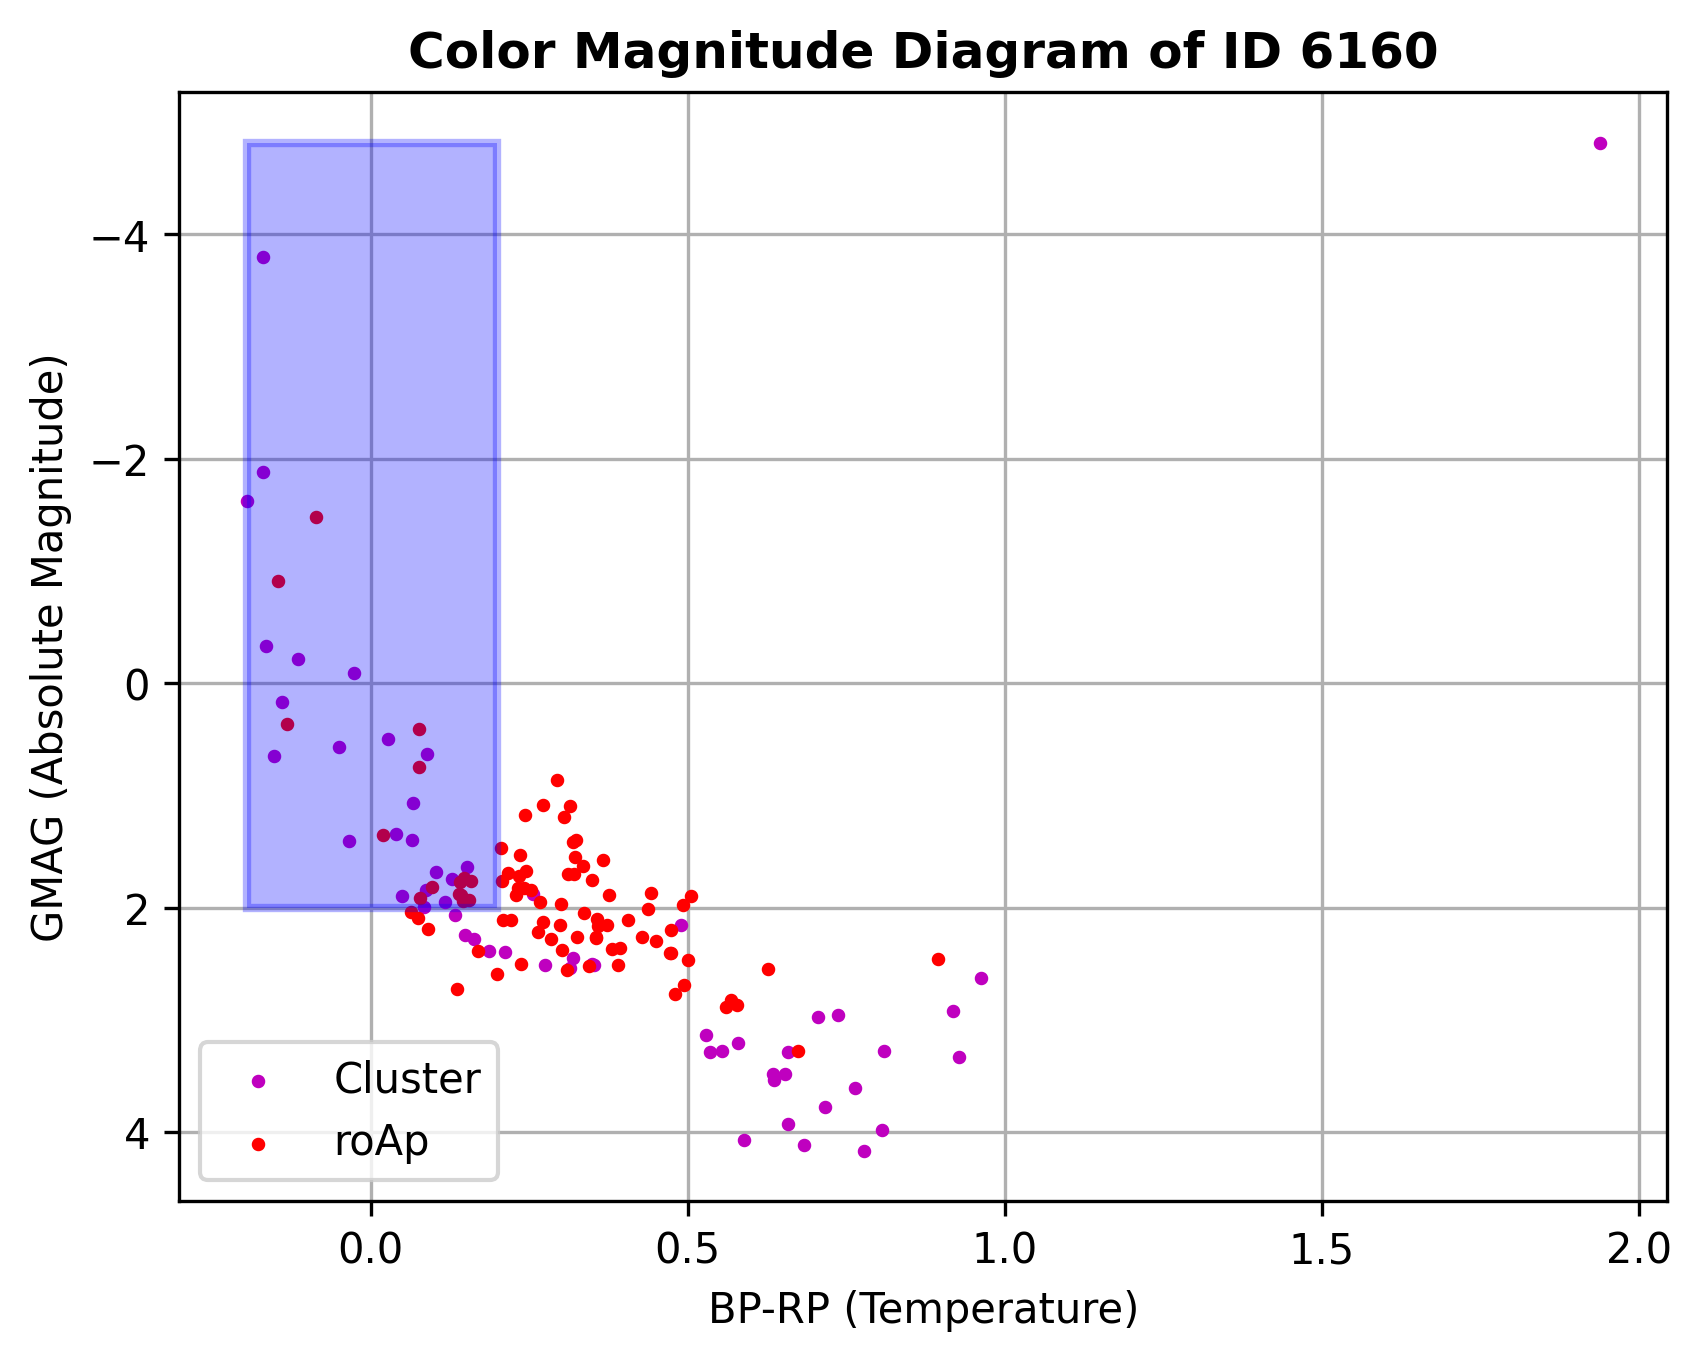 Color Magnitude Diagram of ID 6160
GMAG (Absolute Magnitude)
−4
−2
0
2
4
Cluster
roAp
0.0 0.5 1.0 1.5 2.0
BP-RP (Temperature)